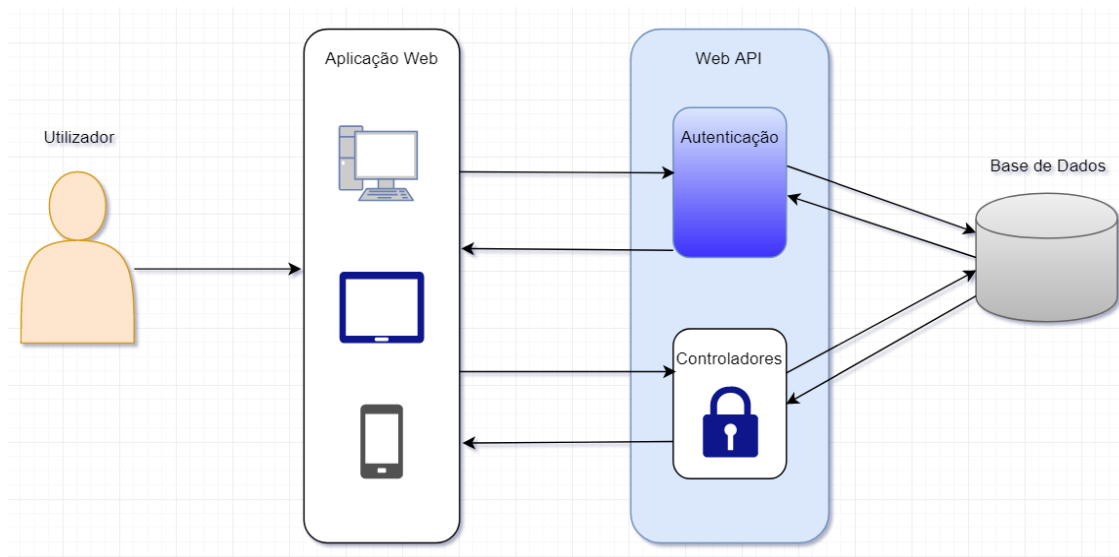 Utilizador
Aplicação Web
Web API
Autenticação
Base de Dados
Controladores